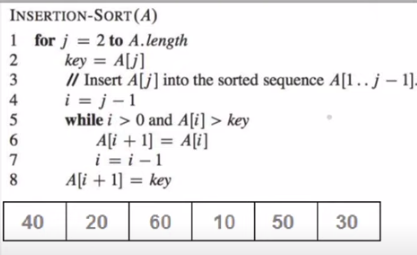 INSERTION-SORT(A)
1 for j = 2 to A.length
2 key = A[j]
3 // Insert A[j] into the sorted sequence A[1 . . j − 1].
4 i = j − 1
5 while i > 0 and A[i] > key
6 A[i + 1] = A[i]
7 i = i − 1
8 A[i + 1] = key
40 20 60 10 50 30